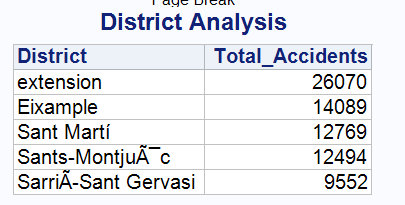 Page Break
District Analysis
District Total_Accidents
extension 26070
Eixample 14089
Sant Martí 12769
Sants-MontjuÃ¯c 12494
SarriÃ-Sant Gervasi 9552